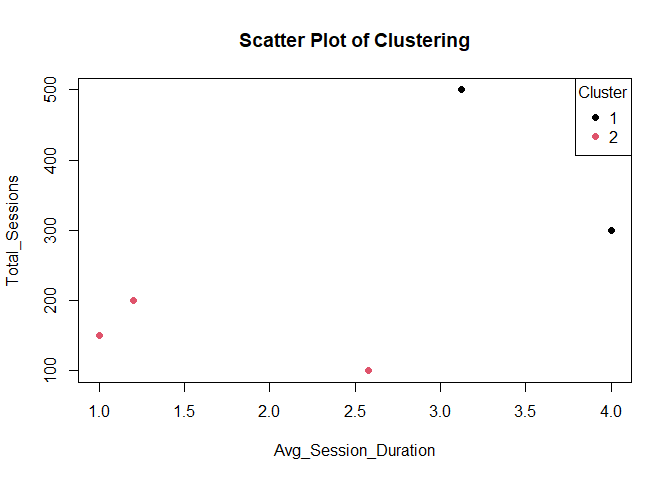 Scatter Plot of Clustering
Cluster
1
2
Total_Sessions
500
400
300
200
100
1.0 1.5 2.0 2.5 3.0 3.5 4.0
Avg_Session_Duration